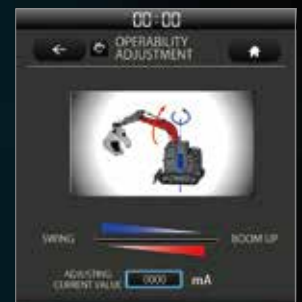 00:00
OPERABILITY
ADJUSTMENT
SWING BOOM UP
ADJUSTING
CURRENT VALUE 0000 mA